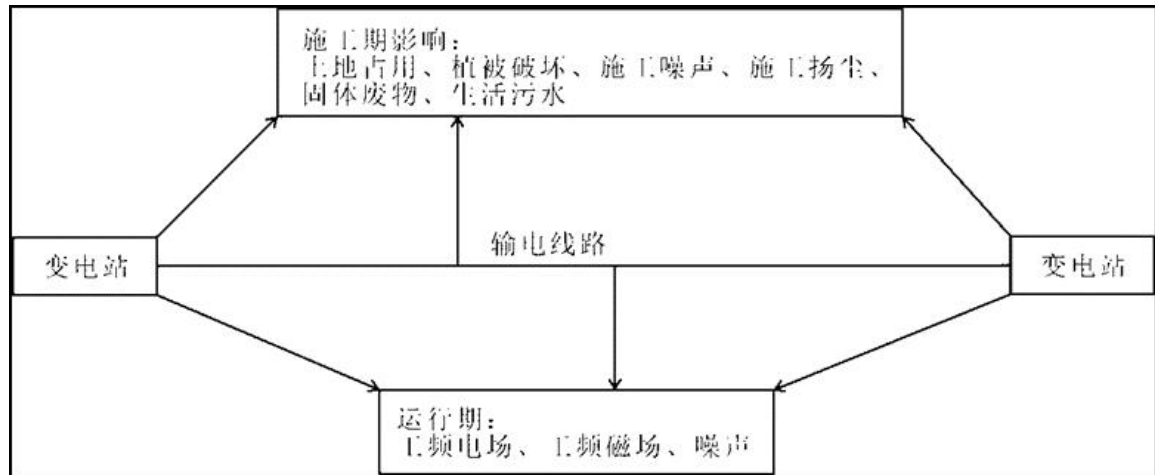 施工期影响：
土地占用、植被破坏、施工噪声、施工扬尘、
固体废物、生活污水
输电线路
变电站
变电站
运行期：
工频电场、工频磁场、噪声